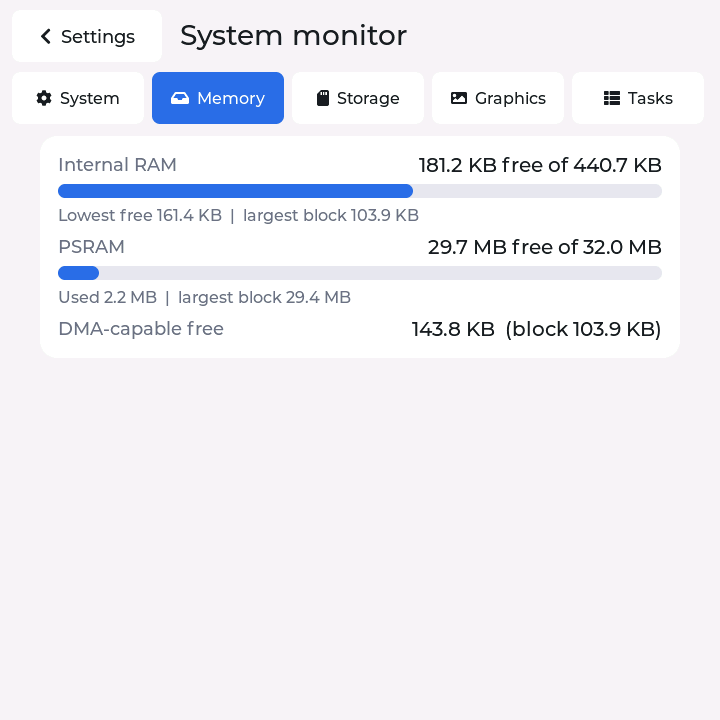 Settings
System monitor
System
Memory
Storage
Graphics
Tasks
Internal RAM
181.2 KB free of 440.7 KB
Lowest free 161.4 KB | largest block 103.9 KB
PSRAM
29.7 MB free of 32.0 MB
Used 2.2 MB | largest block 29.4 MB
DMA-capable free
143.8 KB (block 103.9 KB)